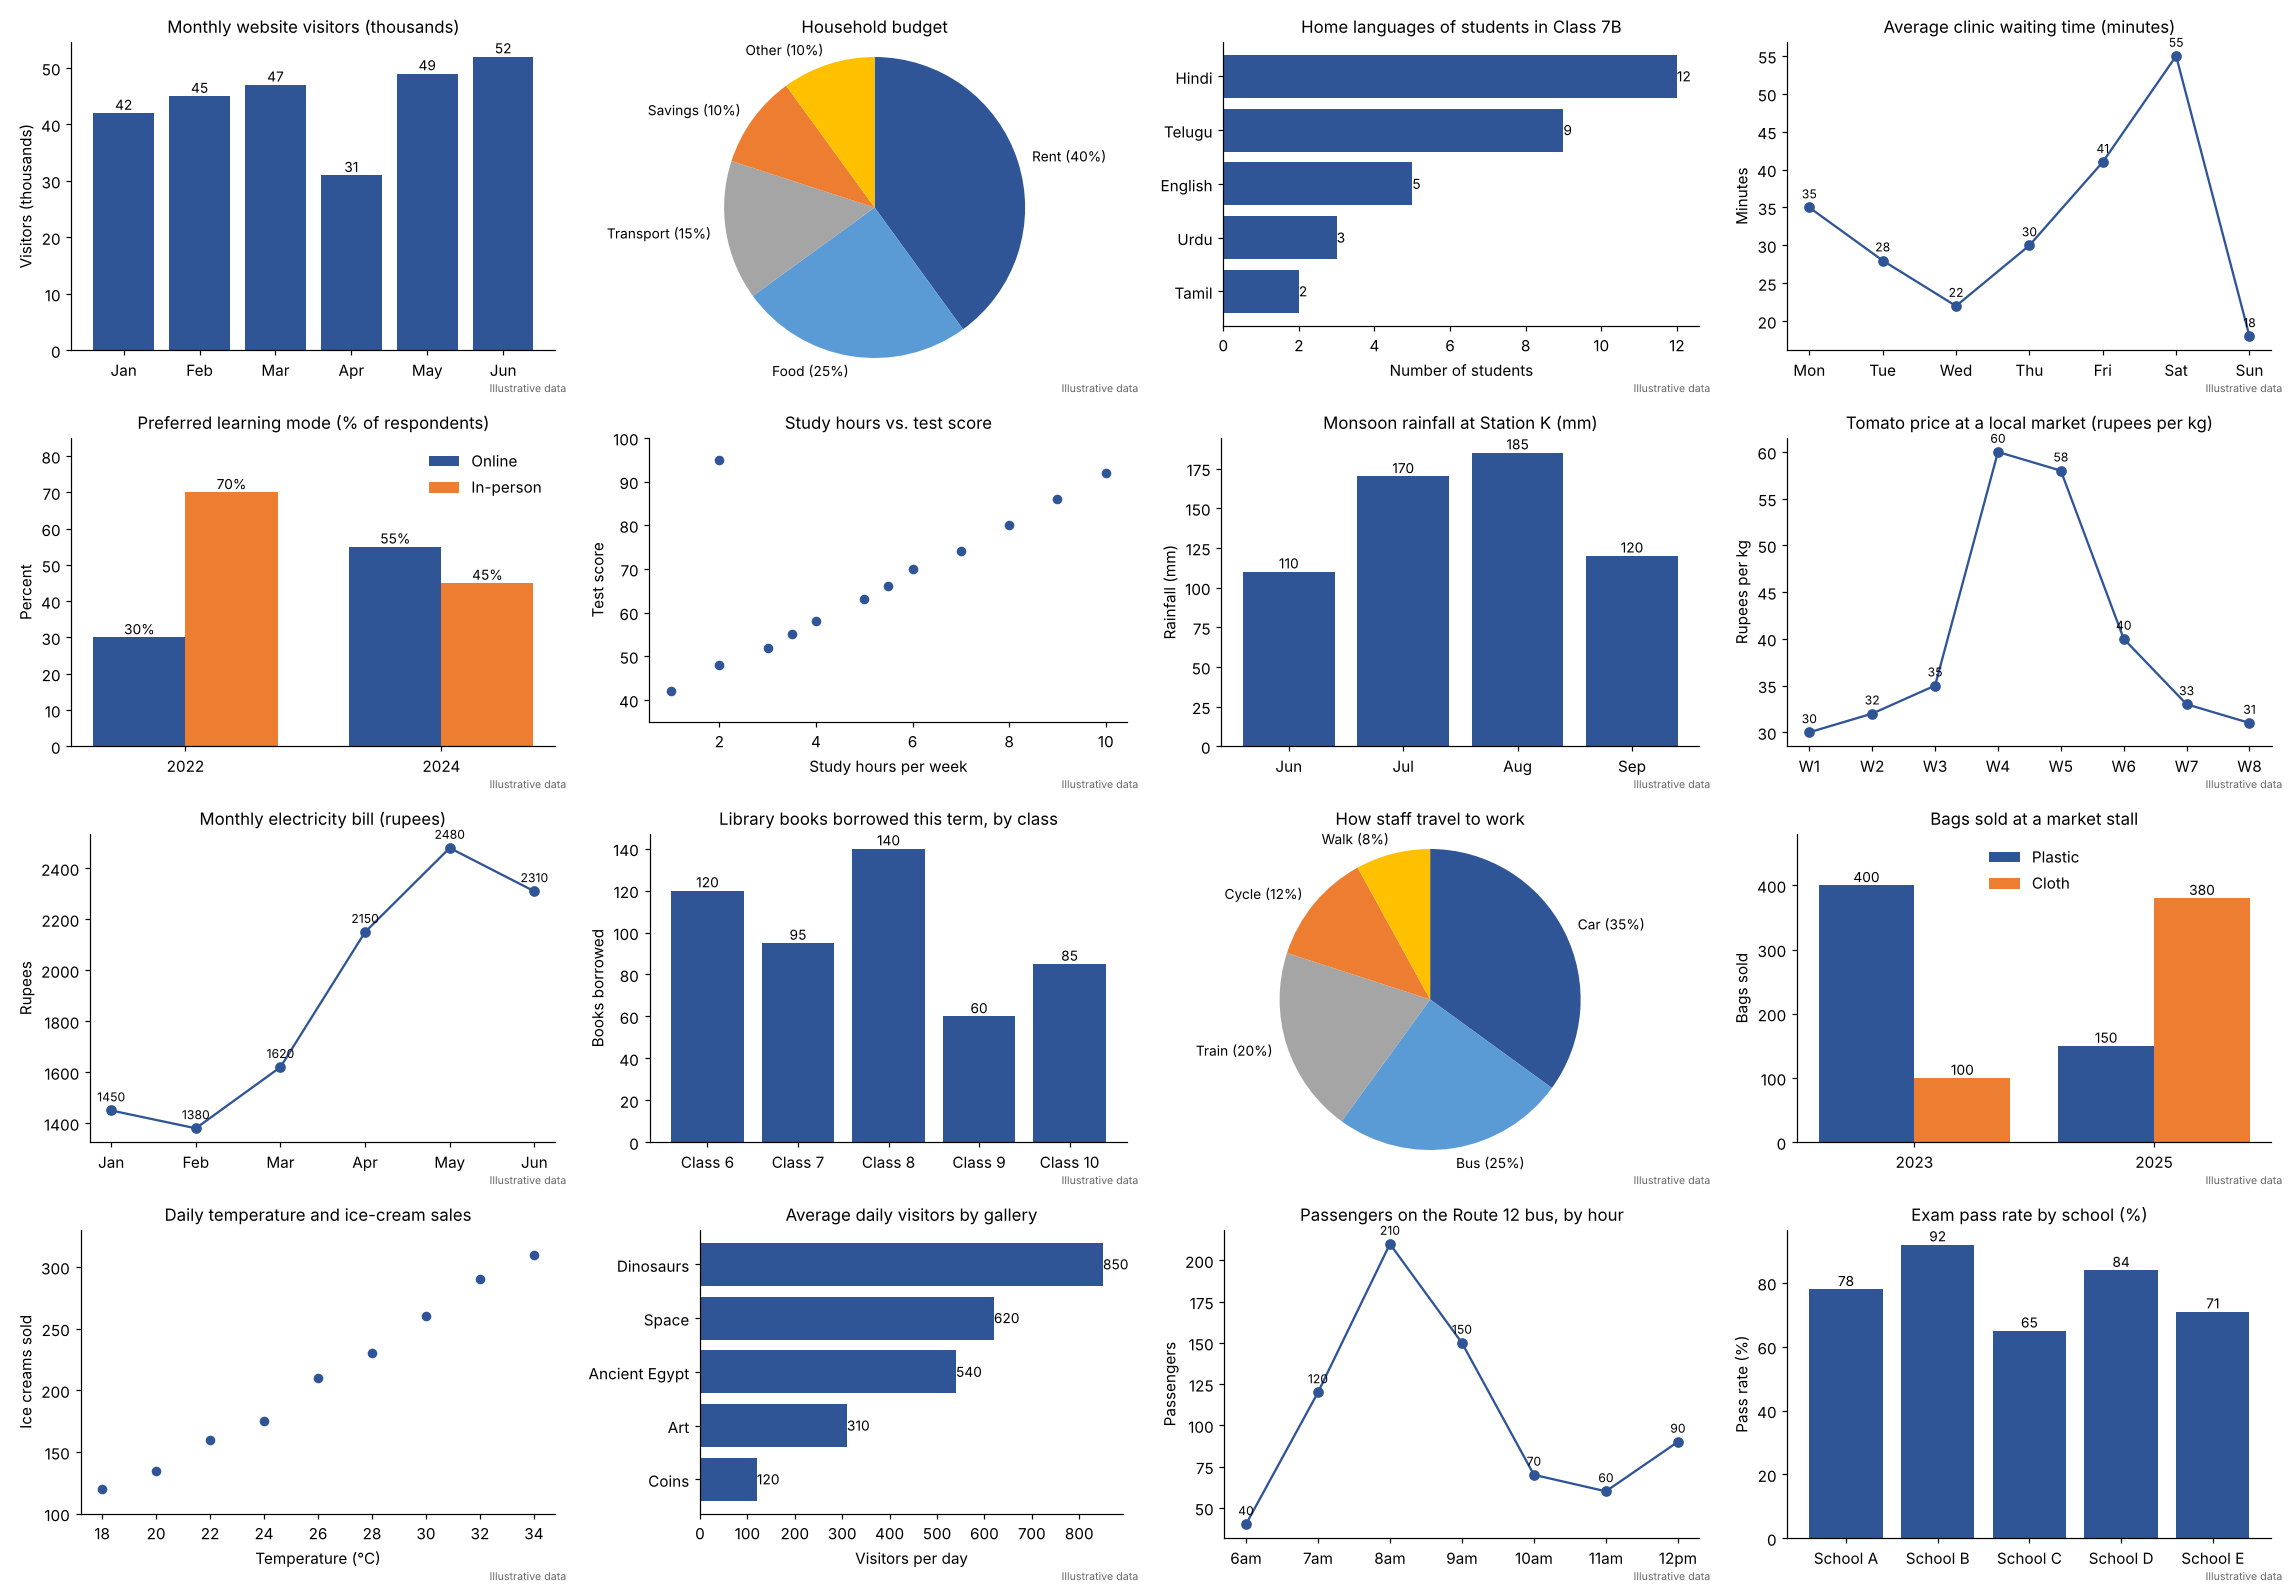 Monthly website visitors (thousands)
Visitors (thousands)
50
40
30
20
10
0
42
45
47
31
49
52
Jan Feb Mar Apr May Jun
Illustrative data
Household budget
Other (10%)
Savings (10%)
Rent (40%)
Transport (15%)
Food (25%)
Illustrative data
Home languages of students in Class 7B
Hindi 12
Telugu 9
English 5
Urdu 3
Tamil 2
0 2 4 6 8 10 12
Number of students
Illustrative data
Average clinic waiting time (minutes)
Minutes
55
50
45
40
35
30
25
20
35
28
22
30
41
55
18
Mon Tue Wed Thu Fri Sat Sun
Illustrative data
Preferred learning mode (% of respondents)
Percent
80
70
60
50
40
30
20
10
0
Online
In-person
30%
70%
55%
45%
2022 2024
Illustrative data
Study hours vs. test score
Test score
100
90
80
70
60
50
40
2 4 6 8 10
Study hours per week
Illustrative data
Monsoon rainfall at Station K (mm)
Rainfall (mm)
175
150
125
100
75
50
25
0
110
170
185
120
Jun Jul Aug Sep
Illustrative data
Tomato price at a local market (rupees per kg)
Rupees per kg
60
55
50
45
40
35
30
30
32
35
60
58
40
33
31
W1 W2 W3 W4 W5 W6 W7 W8
Illustrative data
Monthly electricity bill (rupees)
Rupees
2400
2200
2000
1800
1600
1400
1450
1380
1620
2150
2480
2310
Jan Feb Mar Apr May Jun
Illustrative data
Library books borrowed this term, by class
Books borrowed
140
120
100
80
60
40
20
0
120
95
140
60
85
Class 6 Class 7 Class 8 Class 9 Class 10
Illustrative data
How staff travel to work
Walk (8%)
Cycle (12%)
Car (35%)
Train (20%)
Bus (25%)
Illustrative data
Bags sold at a market stall
Bags sold
400
300
200
100
0
Plastic
Cloth
400
100
150
380
2023 2025
Illustrative data
Daily temperature and ice-cream sales
Ice creams sold
300
250
200
150
100
18 20 22 24 26 28 30 32 34
Temperature (°C)
Illustrative data
Average daily visitors by gallery
Dinosaurs 850
Space 620
Ancient Egypt 540
Art 310
Coins 120
0 100 200 300 400 500 600 700 800
Visitors per day
Illustrative data
Passengers on the Route 12 bus, by hour
Passengers
200
175
150
125
100
75
50
40
120
210
150
70
60
90
6am 7am 8am 9am 10am 11am 12pm
Illustrative data
Exam pass rate by school (%)
Pass rate (%)
80
60
40
20
0
78
92
65
84
71
School A School B School C School D School E
Illustrative data